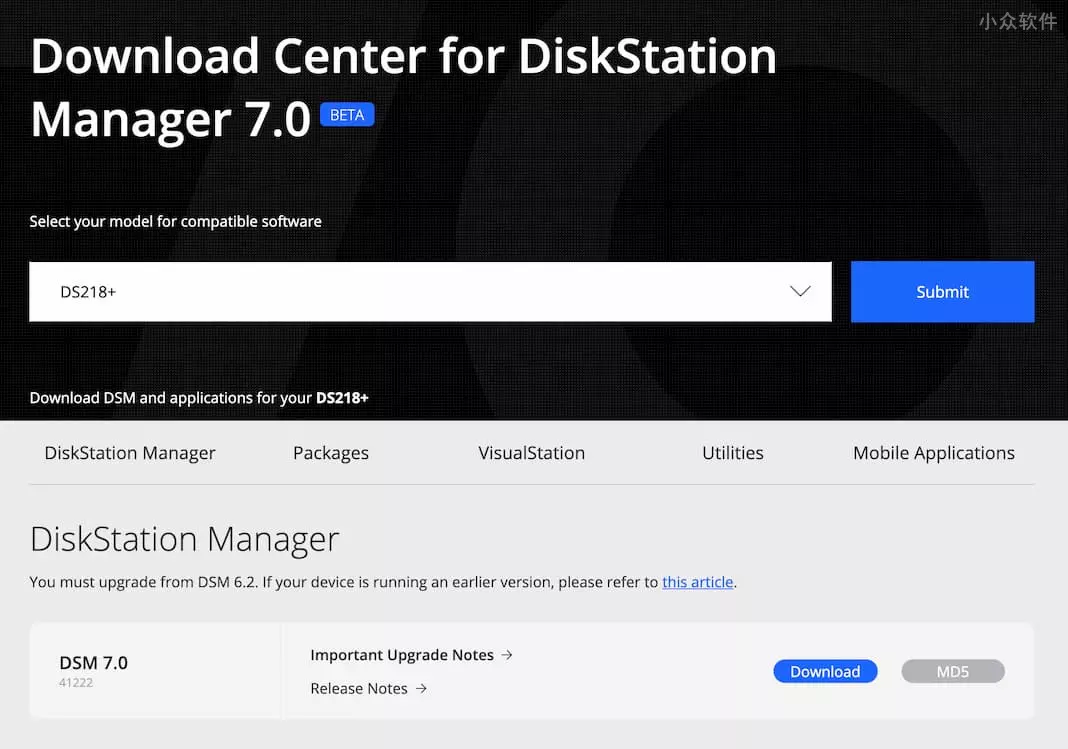 小众软件
Download Center for DiskStation
Manager 7.0 BETA
Select your model for compatible software
DS218+
Submit
Download DSM and applications for your DS218+
DiskStation Manager Packages VisualStation Utilities Mobile Applications
DiskStation Manager
You must upgrade from DSM 6.2. If your device is running an earlier version, please refer to this article.
DSM 7.0
41222
Important Upgrade Notes →
Release Notes →
Download MD5